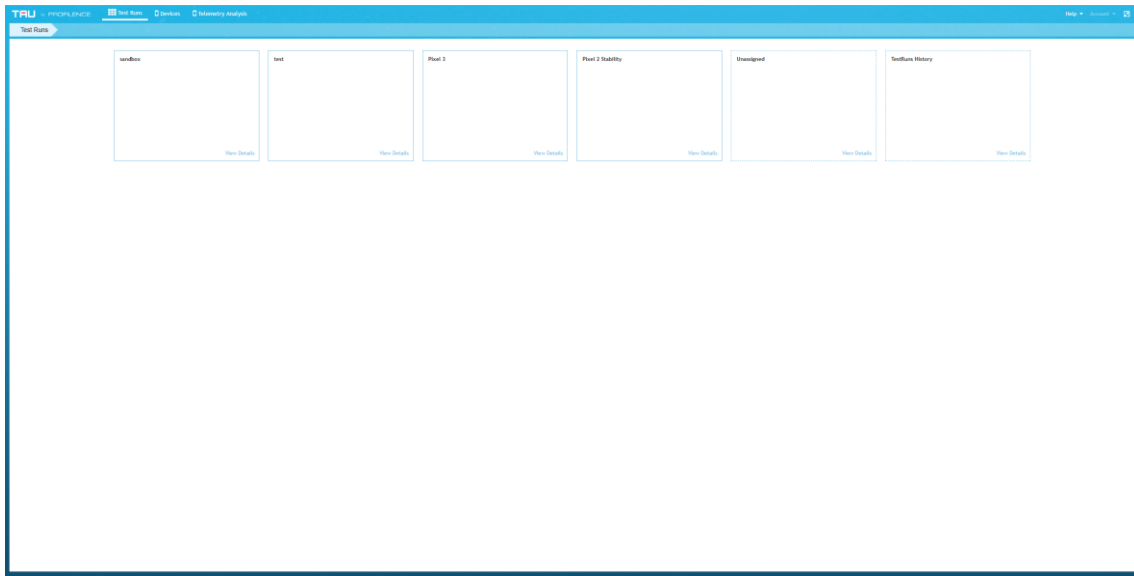 TAU by PROFILENCE Test Runs Devices Telemetry Analysis Help Account
Test Runs
sandbox test Pixel 3 Pixel 2 Stability Unassigned TestRuns History
View Details View Details View Details View Details View Details View Details